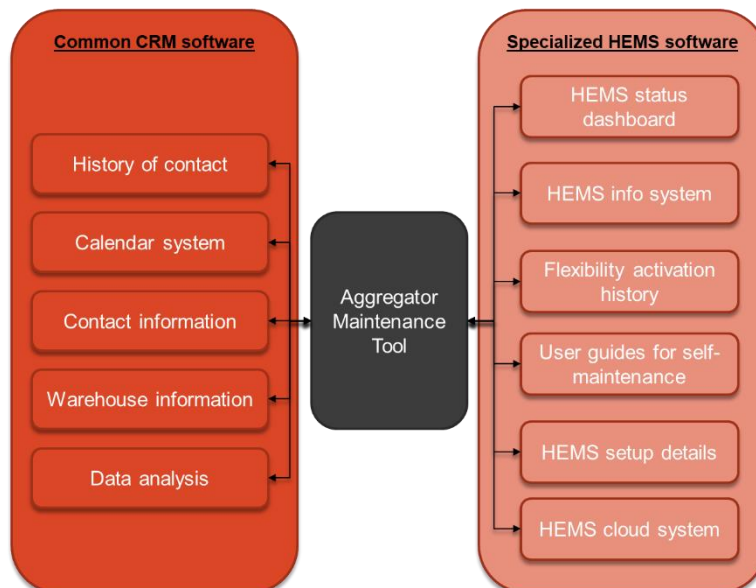 Common CRM software
History of contact
Calendar system
Contact information
Warehouse information
Data analysis
Aggregator
Maintenance
Tool
Specialized HEMS software
HEMS status
dashboard
HEMS info system
Flexibility activation
history
User guides for self-
maintenance
HEMS setup details
HEMS cloud system